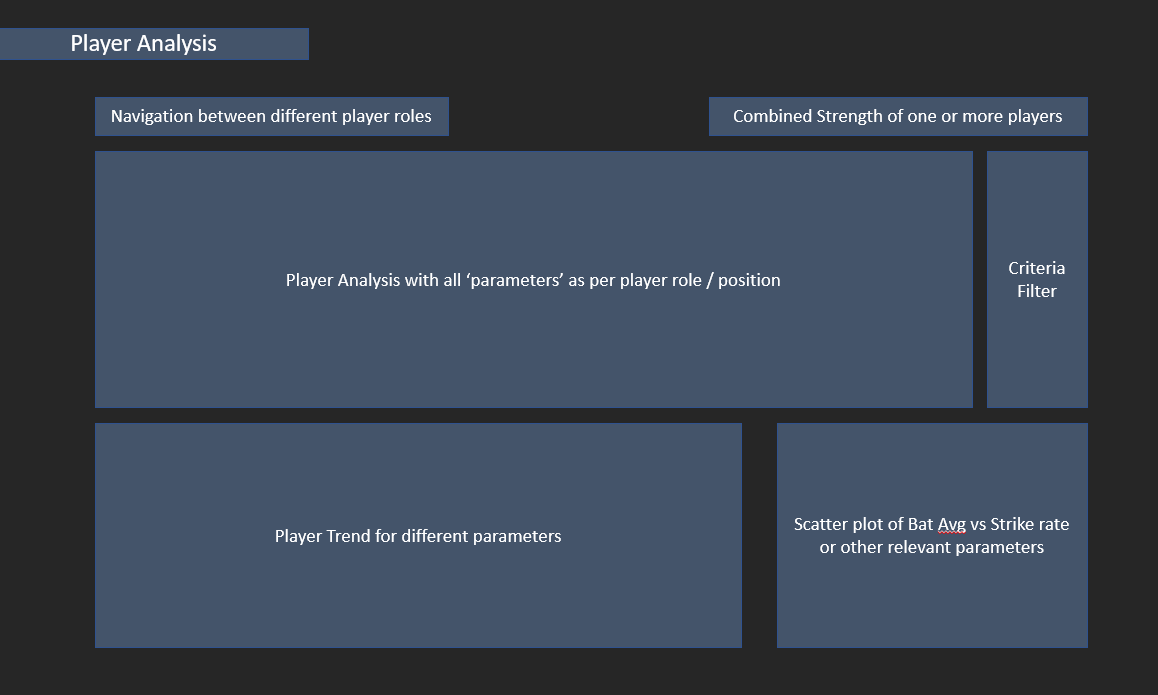 Player Analysis
Navigation between different player roles
Combined Strength of one or more players
Player Analysis with all ‘parameters’ as per player role / position
Criteria
Filter
Player Trend for different parameters
Scatter plot of Bat Avg vs Strike rate
or other relevant parameters